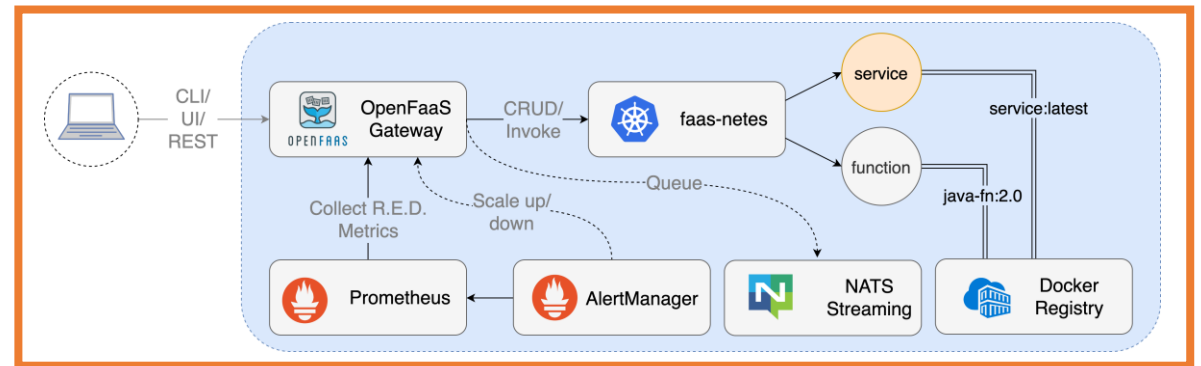 CLI/
UI/
REST
OPENFAAS
OpenFaaS
Gateway
CRUD/
Invoke
faas-netes
service
function
service:latest
java-fn:2.0
Queue
Collect R.E.D.
Metrics
Scale up/
down
Prometheus
AlertManager
NATS
Streaming
Docker
Registry